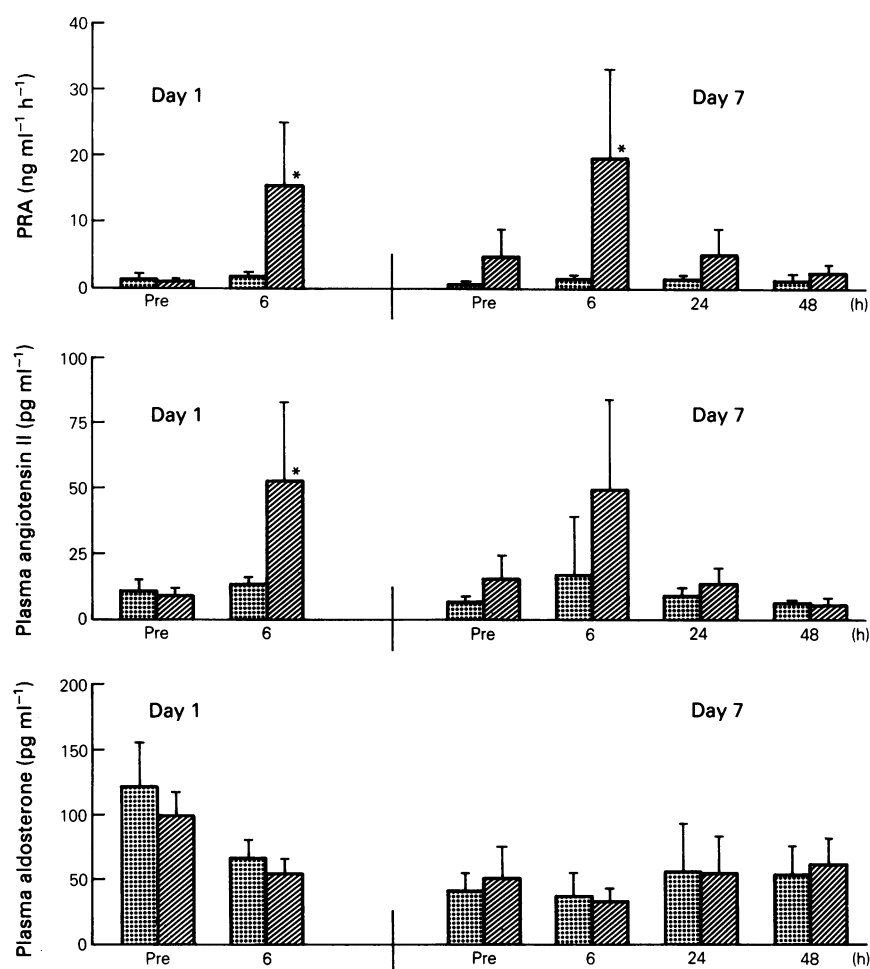 PRA (ng ml⁻¹ h⁻¹)
40
30
20
10
0
Day 1
Day 7
*
*
Pre
6
Pre
6
24
48
(h)
Plasma angiotensin II (pg ml⁻¹)
100
75
50
25
0
Day 1
Day 7
*
Pre
6
Pre
6
24
48
(h)
Plasma aldosterone (pg ml⁻¹)
200
150
100
50
0
Day 1
Day 7
Pre
6
Pre
6
24
48
(h)